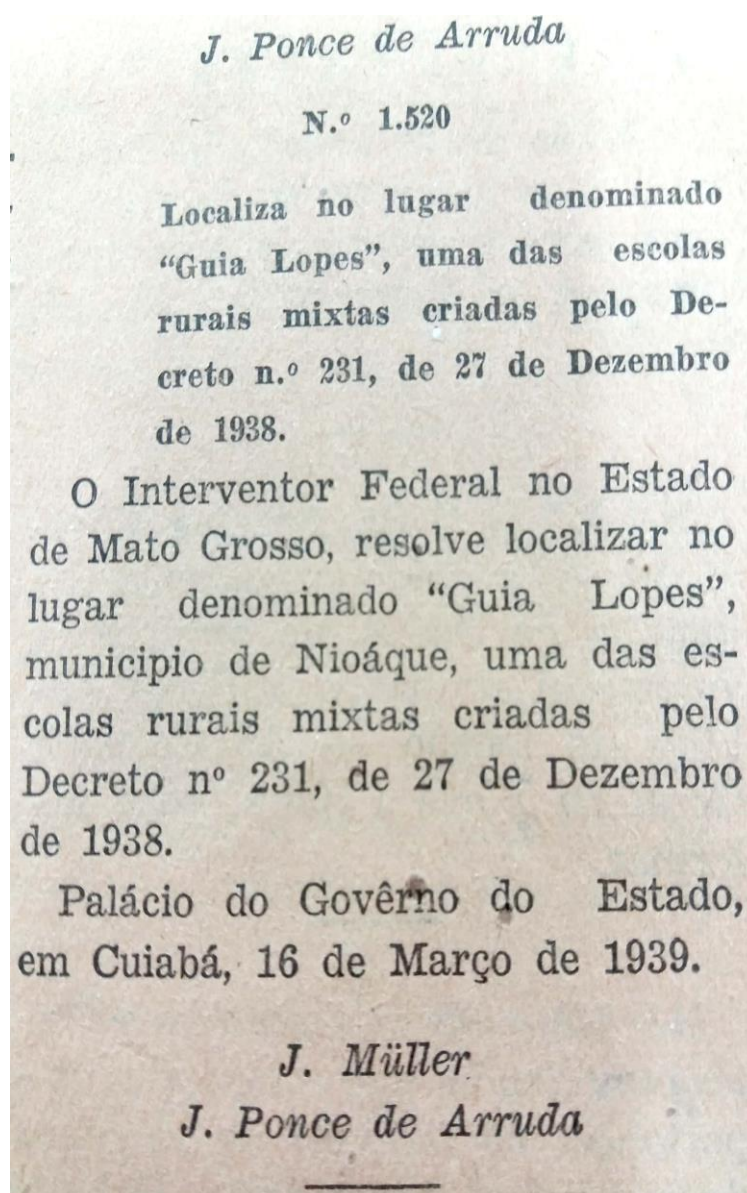 J. Ponce de Arruda
N.º 1.520
Localiza no lugar denominado
“Guia Lopes”, uma das escolas
rurais mixtas criadas pelo De-
creto n.º 231, de 27 de Dezembro
de 1938.
O Interventor Federal no Estado
de Mato Grosso, resolve localizar no
lugar denominado “Guia Lopes”,
municipio de Nioáque, uma das es-
colas rurais mixtas criadas pelo
Decreto nº 231, de 27 de Dezembro
de 1938.
Palácio do Govêrno do Estado,
em Cuiabá, 16 de Março de 1939.
J. Müller
J. Ponce de Arruda